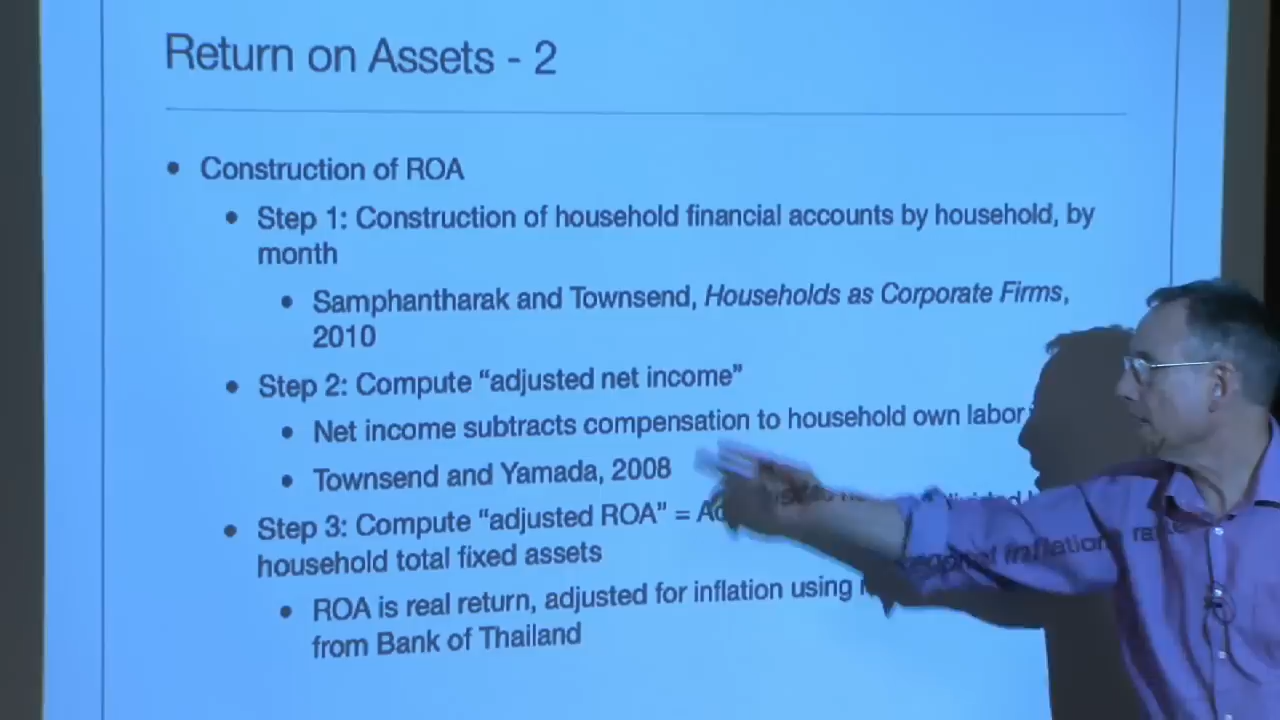 Return on Assets - 2
• Construction of ROA
• Step 1: Construction of household financial accounts by household, by
month
• Samphantharak and Townsend, Households as Corporate Firms,
2010
• Step 2: Compute “adjusted net income”
• Net income subtracts compensation to household own labor
• Townsend and Yamada, 2008
• Step 3: Compute “adjusted ROA” =
household total fixed assets
• ROA is real return, adjusted for inflation using regional inflation rate
from Bank of Thailand